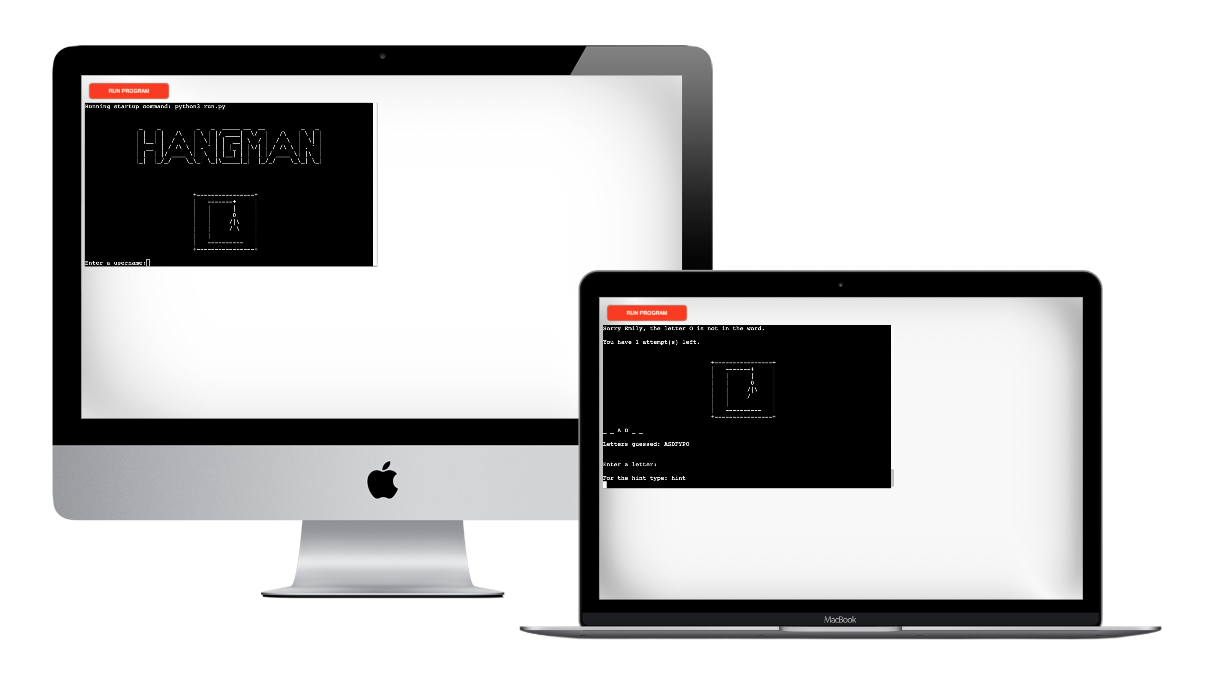 RUN PROGRAM
Running startup command: python3 run.py
HANGMAN
Enter a username:
RUN PROGRAM
Sorry Emily, the letter O is not in the word.
You have 1 attempt(s) left.
_ _ A D _ _
Letters guessed: ASDFYPO
Enter a letter:
For the hint type: hint
MacBook